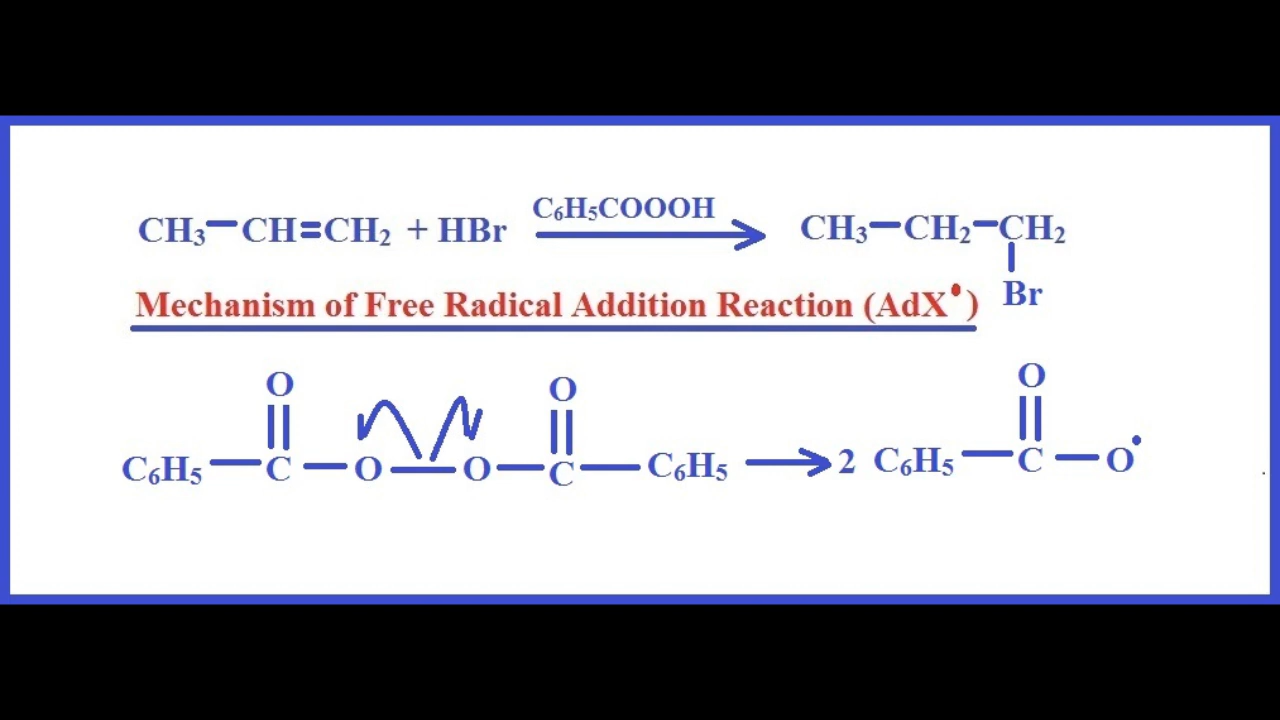 CH₃—CH=CH₂ + HBr C₆H₅COOOH CH₃—CH₂—CH₂
Br
Mechanism of Free Radical Addition Reaction (AdX•)
O O O
C₆H₅—C—O—O—C—C₆H₅ → 2 C₆H₅—C—O•